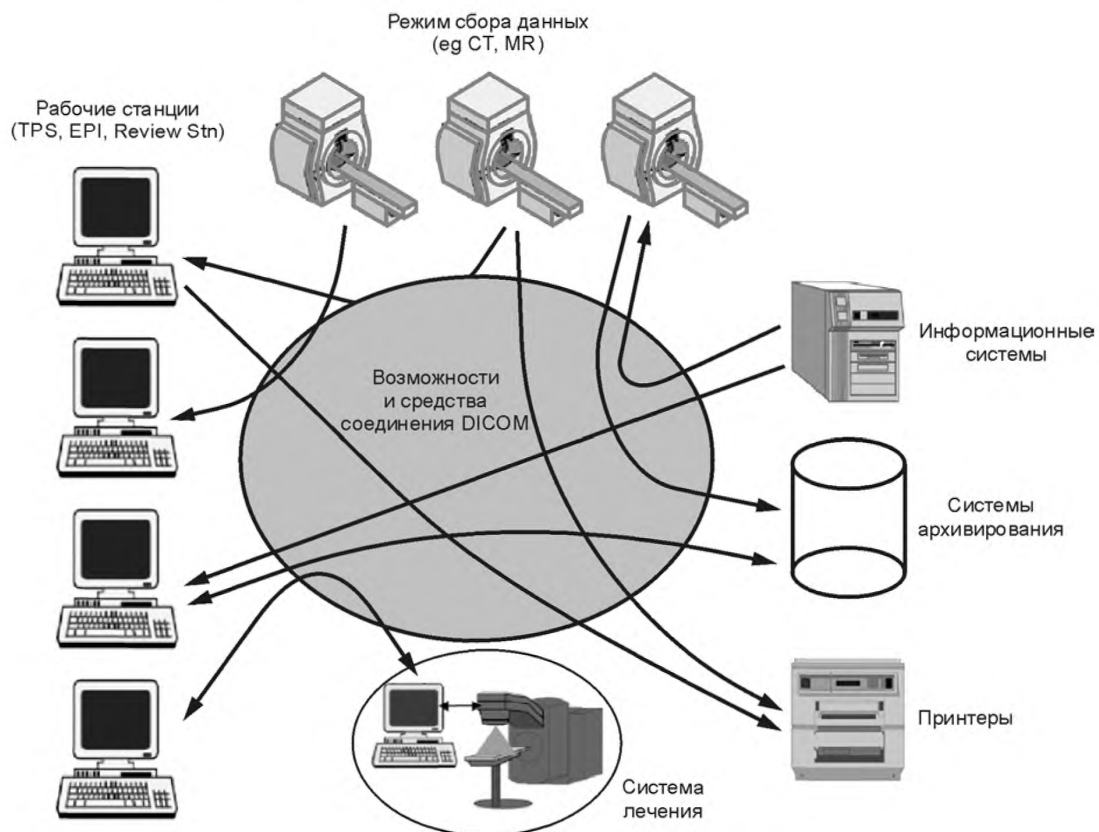 Режим сбора данных
(eg CT, MR)
Рабочие станции
(TPS, EPI, Review Stn)
Информационные
системы
Возможности
и средства
соединения DICOM
Системы
архивирования
Принтеры
Система
лечения